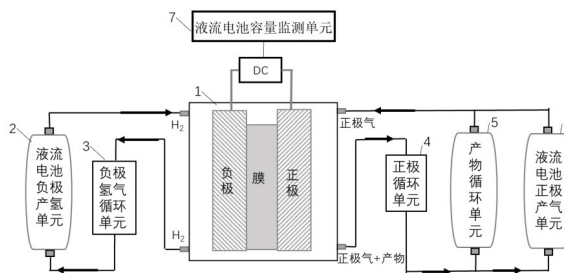 7
液流电池容量监测单元
DC
1
2
液流
电池
负极
产氢
单元
3
负极
氢气
循环
单元
H2
H2
负极
膜
正极
正极气
正极气+产物
4
正极
循环
单元
5
产物
循环
单元
液流
电池
正极
产气
单元